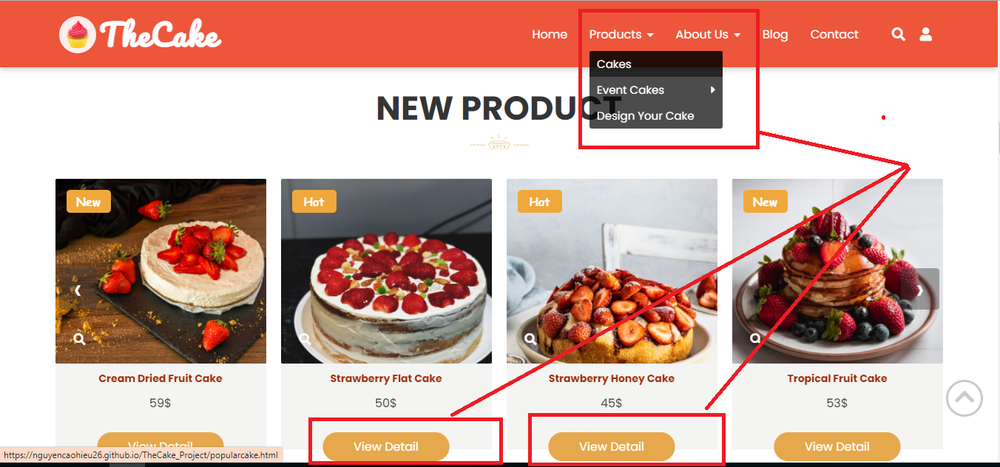 TheCake
Home Products About Us Blog Contact
Cakes
Event Cakes
Design Your Cake
NEW PRODUCT
New
Hot
Hot
New
Cream Dried Fruit Cake
Strawberry Flat Cake
Strawberry Honey Cake
Tropical Fruit Cake
59$
50$
45$
53$
View Detail
View Detail
View Detail
View Detail
https://nguyencaohieu26.github.io/TheCake_Project/popularcake.html